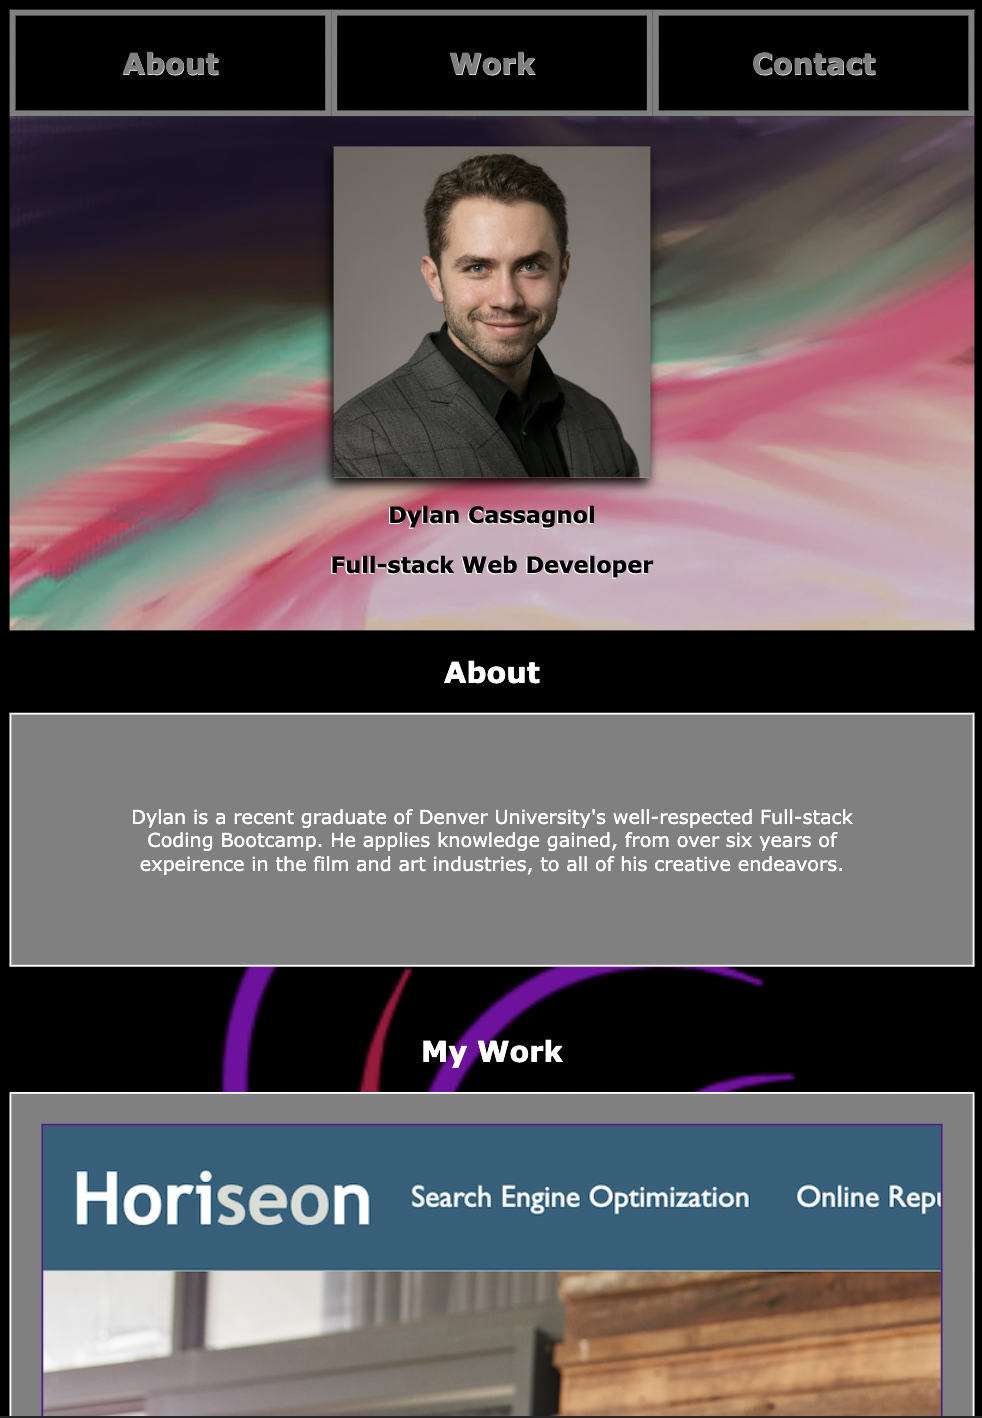 About Work Contact
Dylan Cassagnol
Full-stack Web Developer
About
Dylan is a recent graduate of Denver University's well-respected Full-stack
Coding Bootcamp. He applies knowledge gained, from over six years of
expeirence in the film and art industries, to all of his creative endeavors.
My Work
Horiseon Search Engine Optimization Online Repu